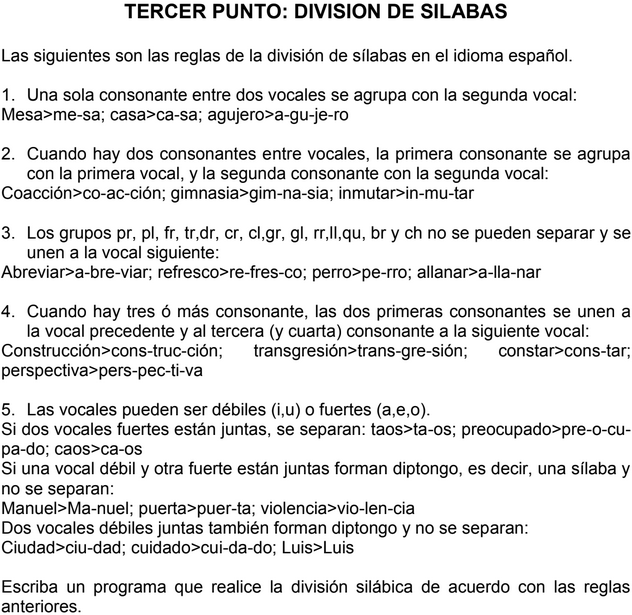 TERCER PUNTO: DIVISION DE SILABAS
Las siguientes son las reglas de la división de sílabas en el idioma español.
1. Una sola consonante entre dos vocales se agrupa con la segunda vocal:
Mesa>me-sa; casa>ca-sa; agujero>a-gu-je-ro
2. Cuando hay dos consonantes entre vocales, la primera consonante se agrupa
con la primera vocal, y la segunda consonante con la segunda vocal:
Coacción>co-ac-ción; gimnasia>gim-na-sia; inmutar>in-mu-tar
3. Los grupos pr, pl, fr, tr,dr, cr, cl,gr, gl, rr,ll,qu, br y ch no se pueden separar y se
unen a la vocal siguiente:
Abreviar>a-bre-viar; refresco>re-fres-co; perro>pe-rro; allanar>a-lla-nar
4. Cuando hay tres ó más consonante, las dos primeras consonantes se unen a
la vocal precedente y al tercera (y cuarta) consonante a la siguiente vocal:
Construcción>cons-truc-ción; transgresión>trans-gre-sión; constar>cons-tar;
perspectiva>pers-pec-ti-va
5. Las vocales pueden ser débiles (i,u) o fuertes (a,e,o).
Si dos vocales fuertes están juntas, se separan: taos>ta-os; preocupado>pre-o-cu-
pa-do; caos>ca-os
Si una vocal débil y otra fuerte están juntas forman diptongo, es decir, una sílaba y
no se separan:
Manuel>Ma-nuel; puerta>puer-ta; violencia>vio-len-cia
Dos vocales débiles juntas también forman diptongo y no se separan:
Ciudad>ciu-dad; cuidado>cui-da-do; Luis>Luis
Escriba un programa que realice la división silábica de acuerdo con las reglas
anteriores.